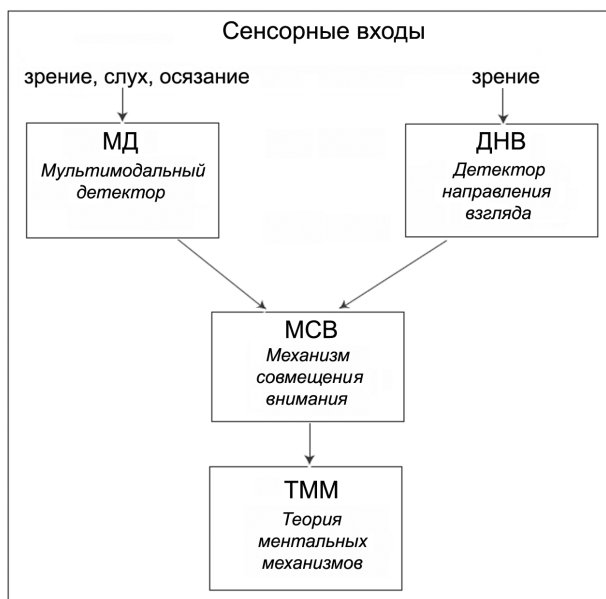 Сенсорные входы
зрение, слух, осязание
МД
Мультимодальный
детектор
зрение
ДНВ
Детектор
направления
взгляда
МСВ
Механизм
совмещения
внимания
ТММ
Теория
ментальных
механизмов